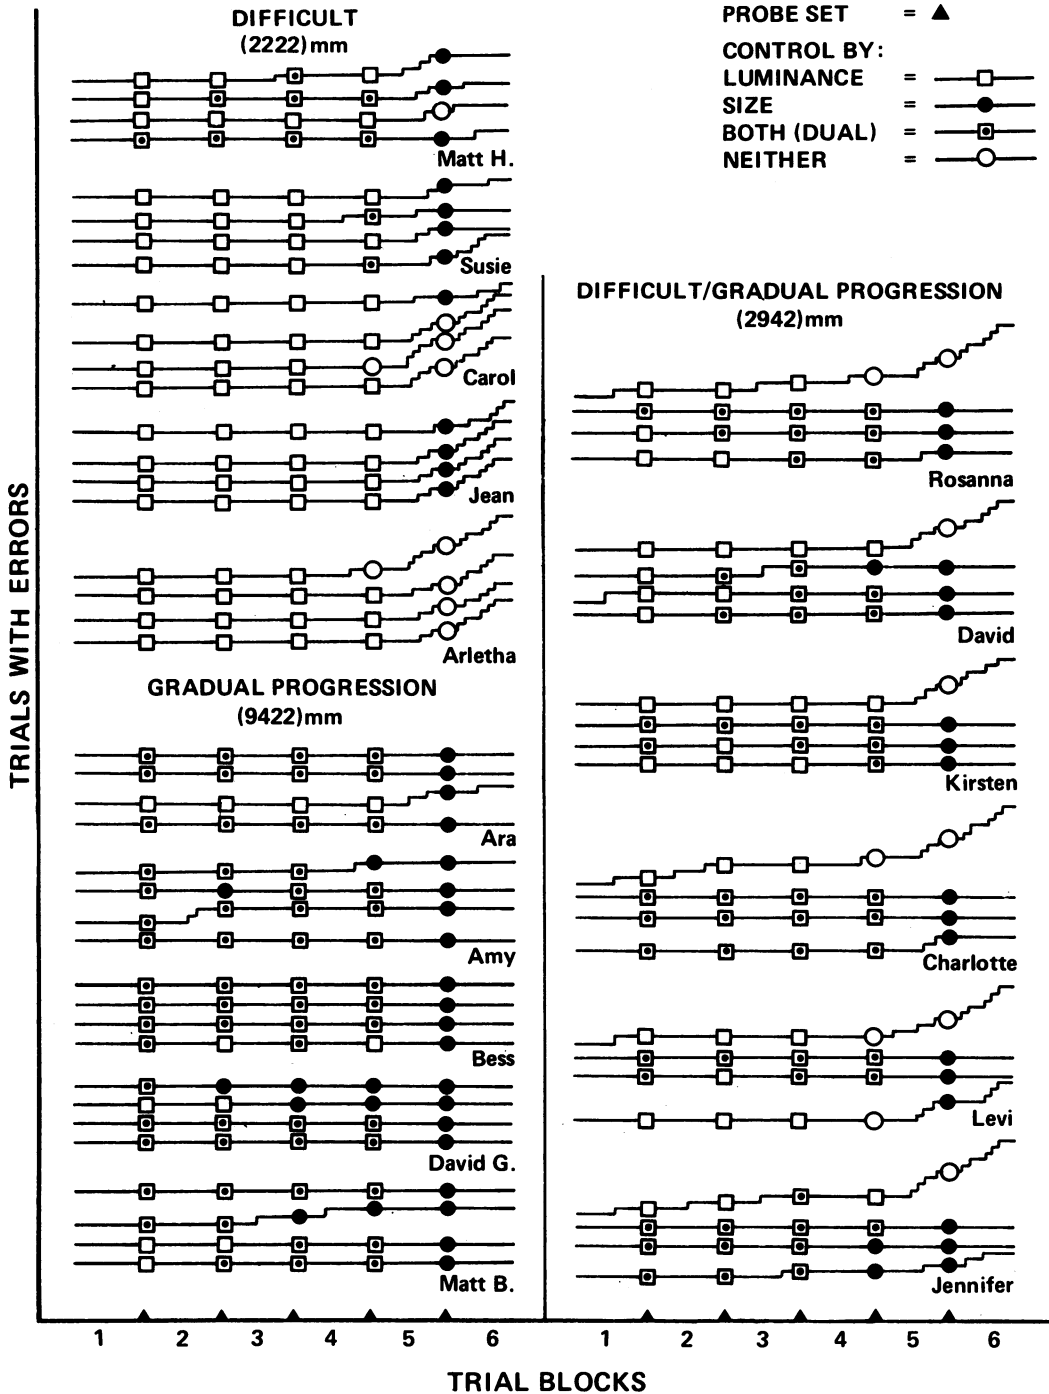 DIFFICULT
(2222)mm
PROBE SET = ▲
CONTROL BY:
LUMINANCE =
SIZE =
BOTH (DUAL) =
NEITHER =
Matt H.
Susie
Carol
Jean
Arletha
GRADUAL PROGRESSION
(9422)mm
Ara
Amy
Bess
David G.
Matt B.
DIFFICULT/GRADUAL PROGRESSION
(2942)mm
Rosanna
David
Kirsten
Charlotte
Levi
Jennifer
TRIALS WITH ERRORS
1 2 3 4 5 6
1 2 3 4 5 6
TRIAL BLOCKS